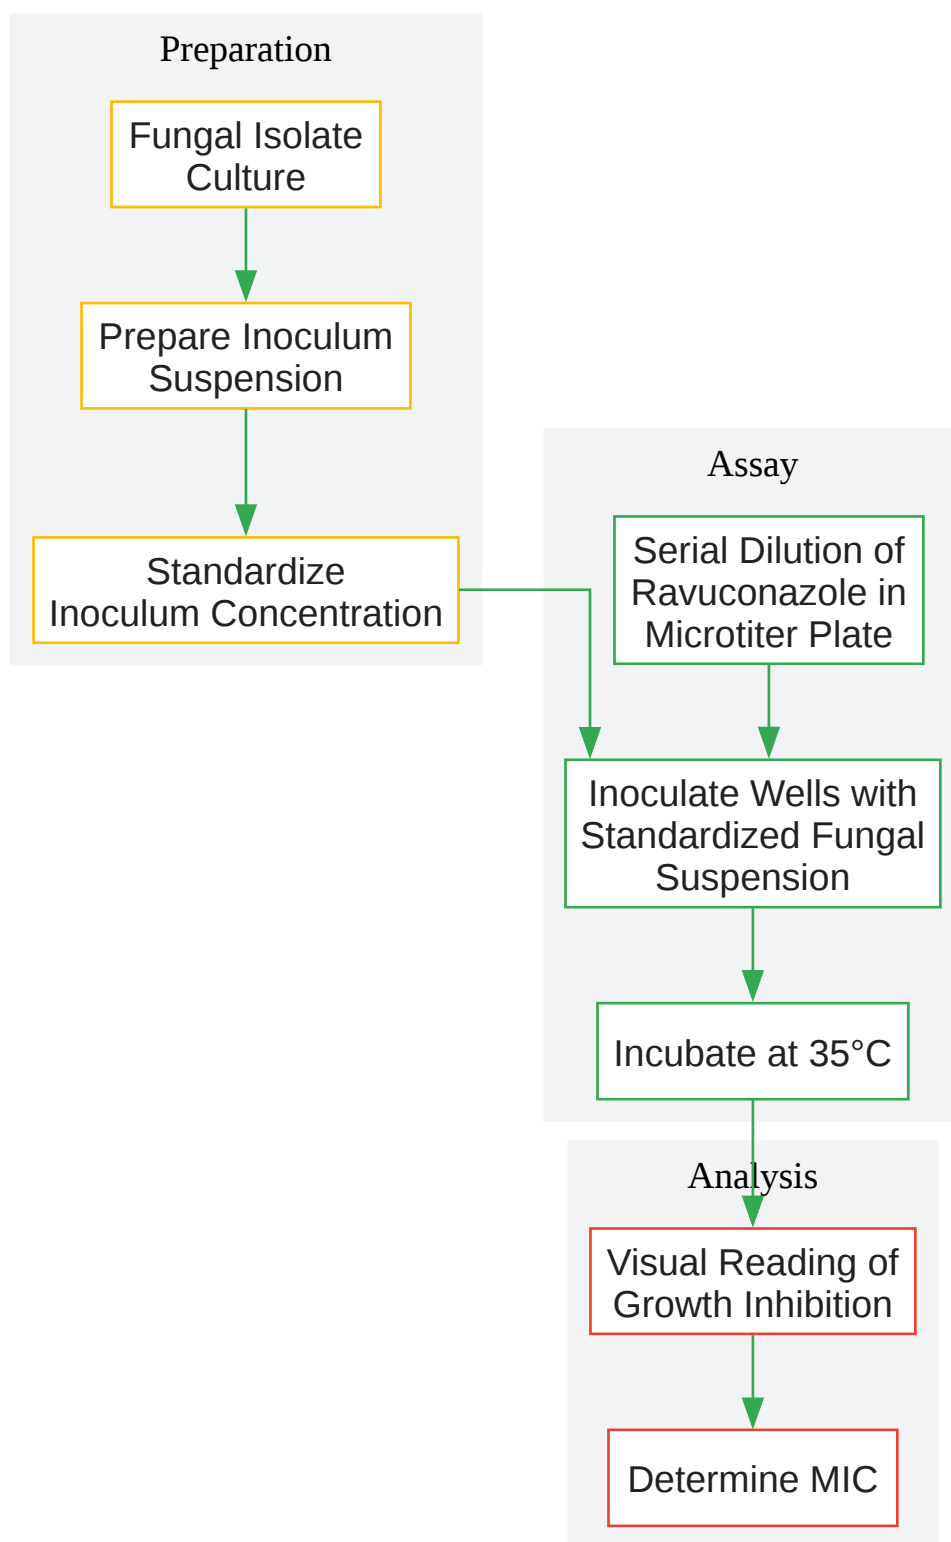 Preparation
Fungal Isolate
Culture
Prepare Inoculum
Suspension
Standardize
Inoculum Concentration
Assay
Serial Dilution of
Ravuconazole in
Microtiter Plate
Inoculate Wells with
Standardized Fungal
Suspension
Incubate at 35°C
Analysis
Visual Reading of
Growth Inhibition
Determine MIC